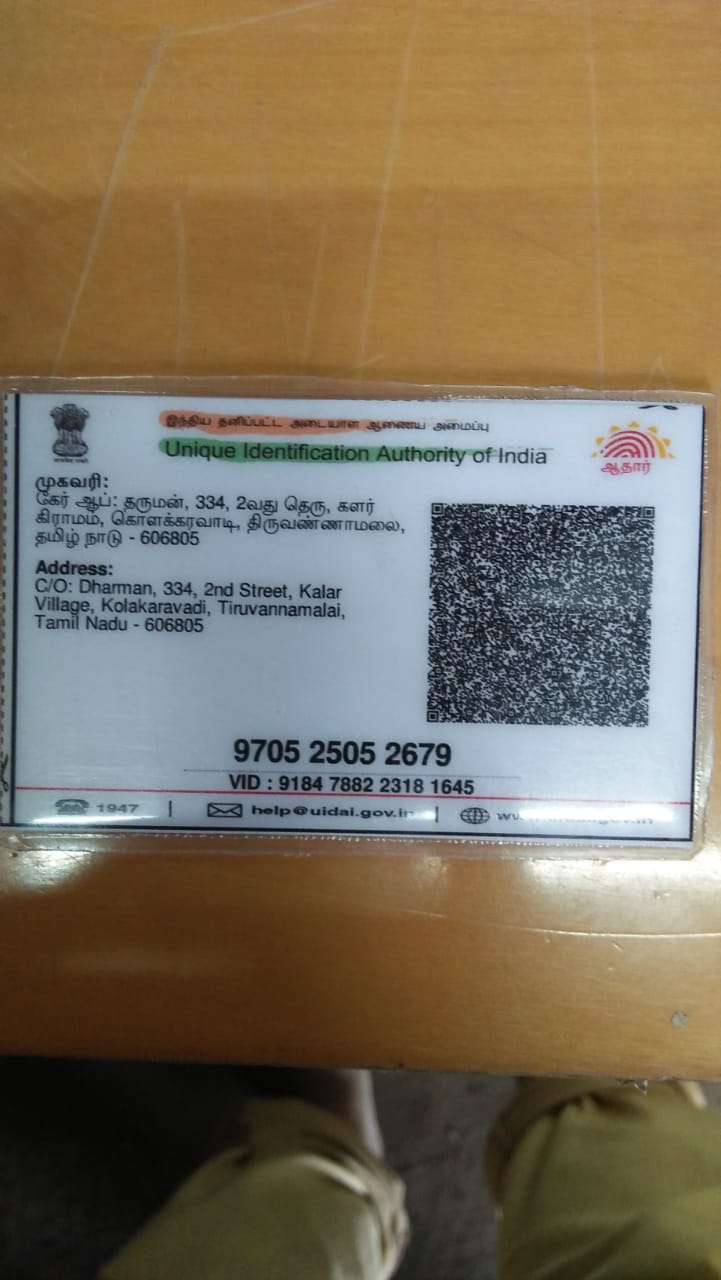 இந்திய தனிப்பட்ட அடையாள ஆணைய அமைப்பு
Unique Identification Authority of India
ஆதார்
முகவரி:
கேர் ஆப்: தருமன், 334, 2வது தெரு, களர்
கிராமம், கொளக்கரவாடி, திருவண்ணாமலை,
தமிழ் நாடு - 606805
Address:
C/O: Dharman, 334, 2nd Street, Kalar
Village, Kolakaravadi, Tiruvannamalai,
Tamil Nadu - 606805
9705 2505 2679
VID : 9184 7882 2318 1645
1947 | help@uidai.gov.in |